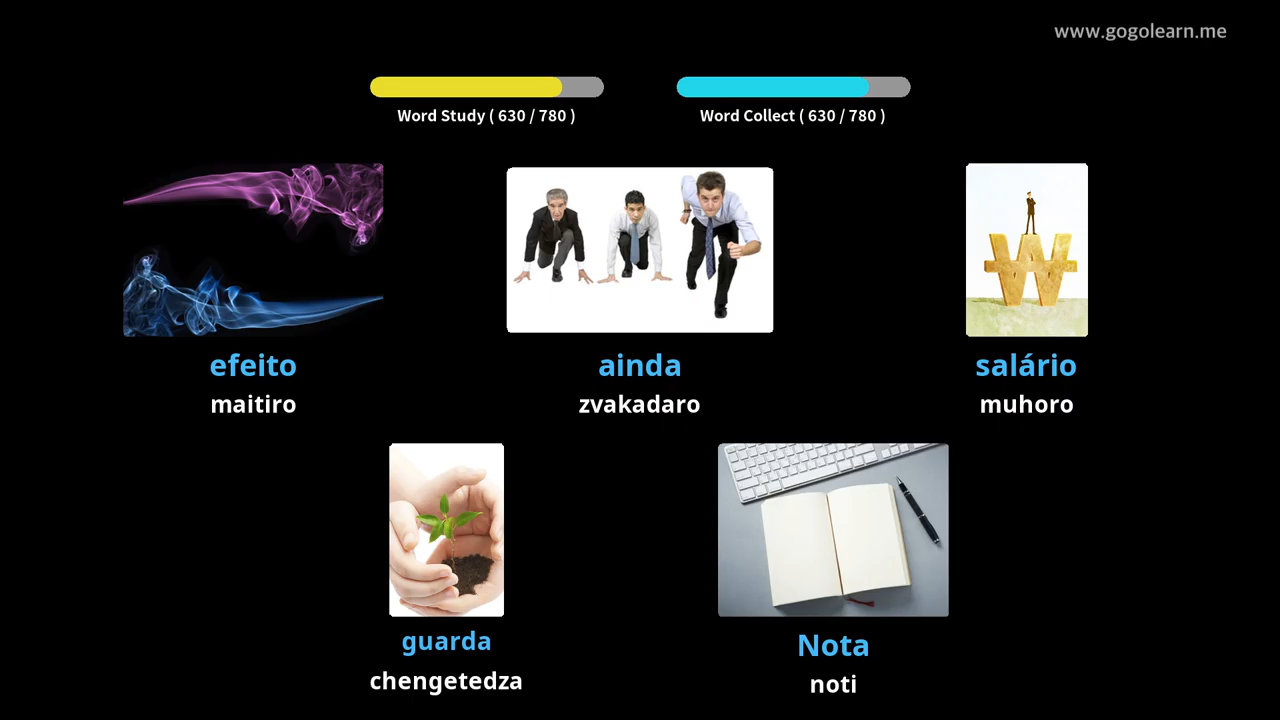 www.gogolearn.me
Word Study ( 630 / 780 )
Word Collect ( 630 / 780 )
efeito
maitiro
ainda
zvakadaro
salário
muhoro
guarda
chengetedza
Nota
noti